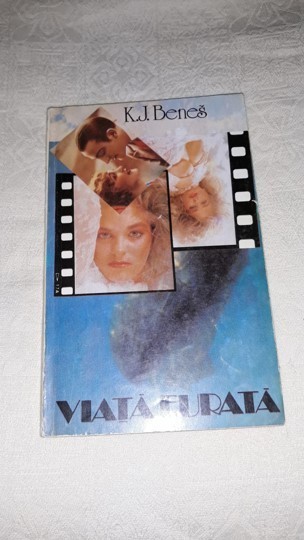 K.J. Beneš
VIAȚĂ FURATĂ